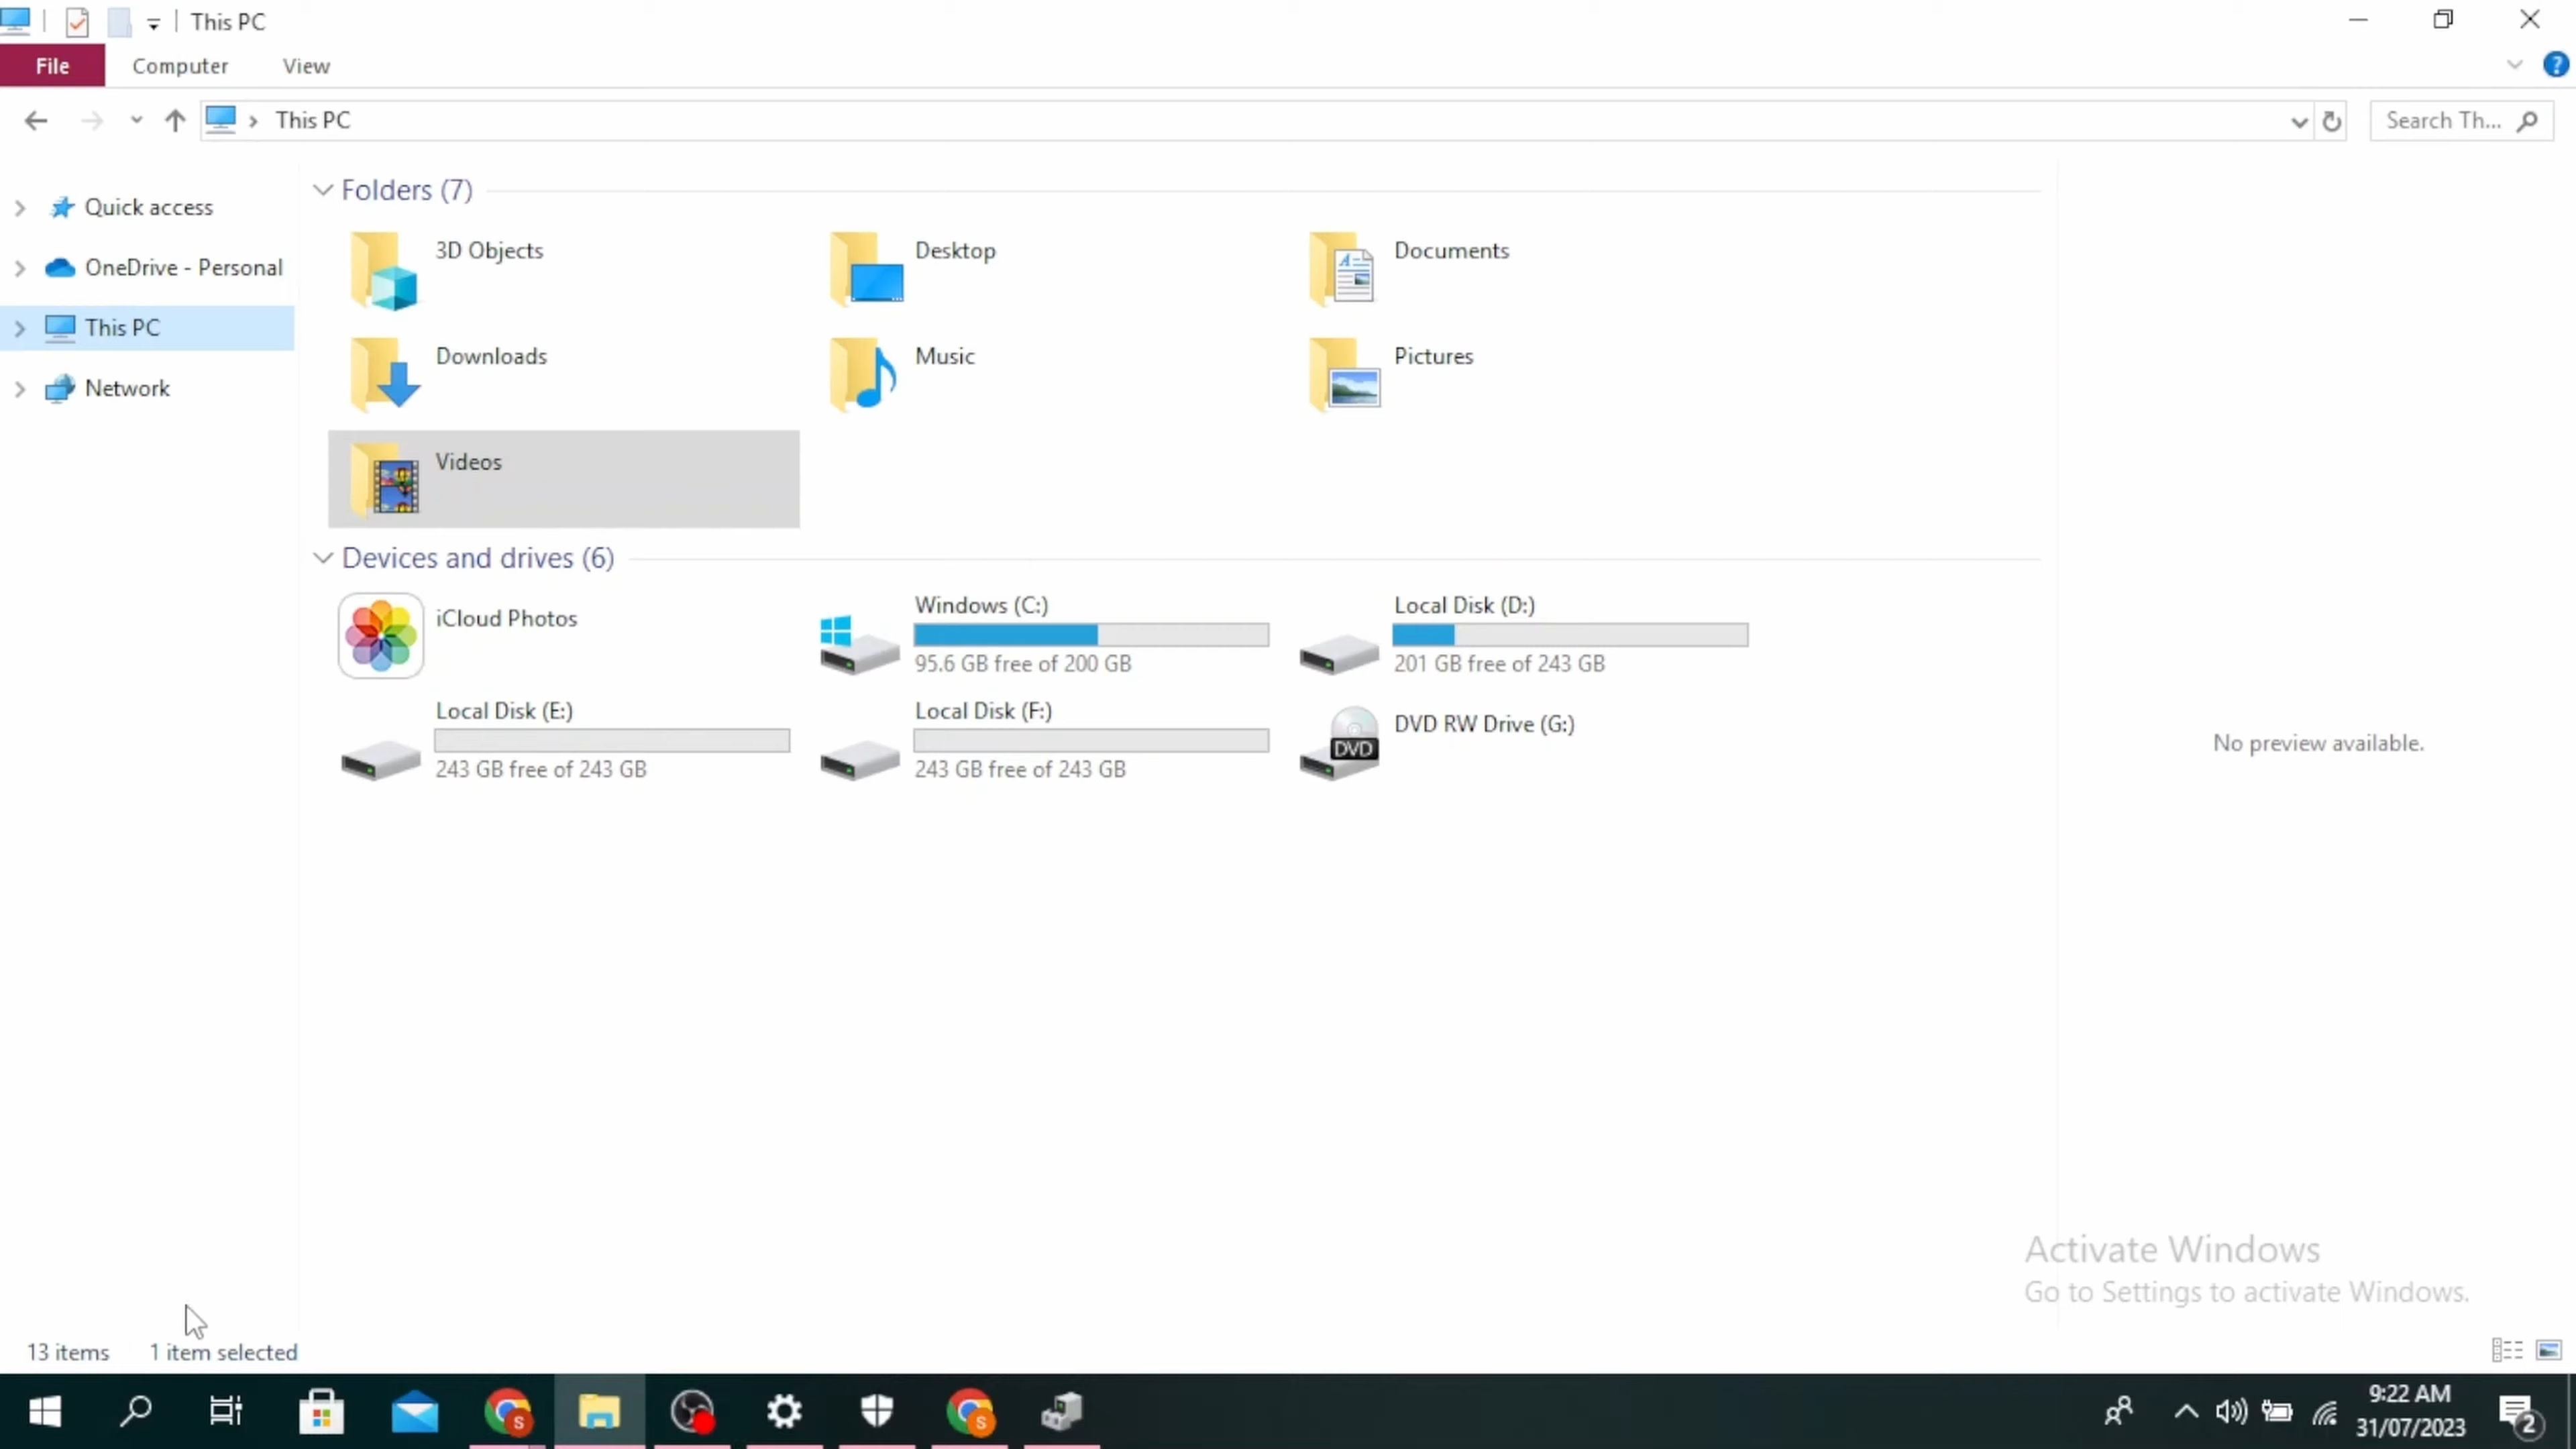 This PC
File Computer View
This PC Search Th...
Quick access
OneDrive - Personal
This PC
Network
Folders (7)
3D Objects Desktop Documents
Downloads Music Pictures
Videos
Devices and drives (6)
iCloud Photos
Windows (C:)
95.6 GB free of 200 GB
Local Disk (D:)
201 GB free of 243 GB
Local Disk (E:)
243 GB free of 243 GB
Local Disk (F:)
243 GB free of 243 GB
DVD
DVD RW Drive (G:)
No preview available.
Activate Windows
Go to Settings to activate Windows.
13 items 1 item selected
S
S
9:22 AM
31/07/2023
2